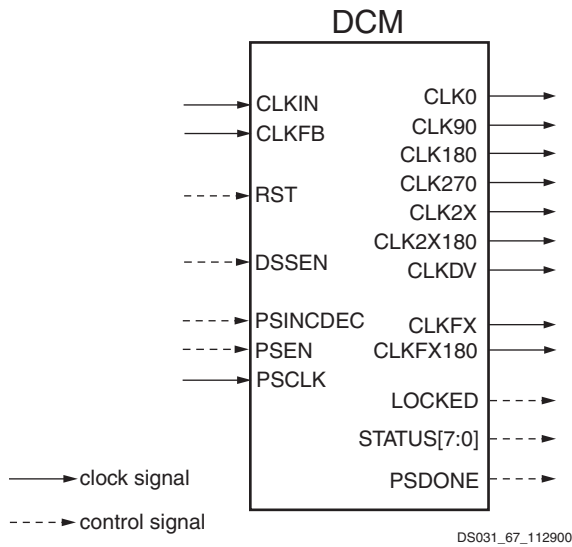 DCM
CLKIN
CLKFB
RST
DSSEN
PSINCDEC
PSEN
PSCLK
CLK0
CLK90
CLK180
CLK270
CLK2X
CLK2X180
CLKDV
CLKFX
CLKFX180
LOCKED
STATUS[7:0]
PSDONE
clock signal
control signal
DS031_67_112900